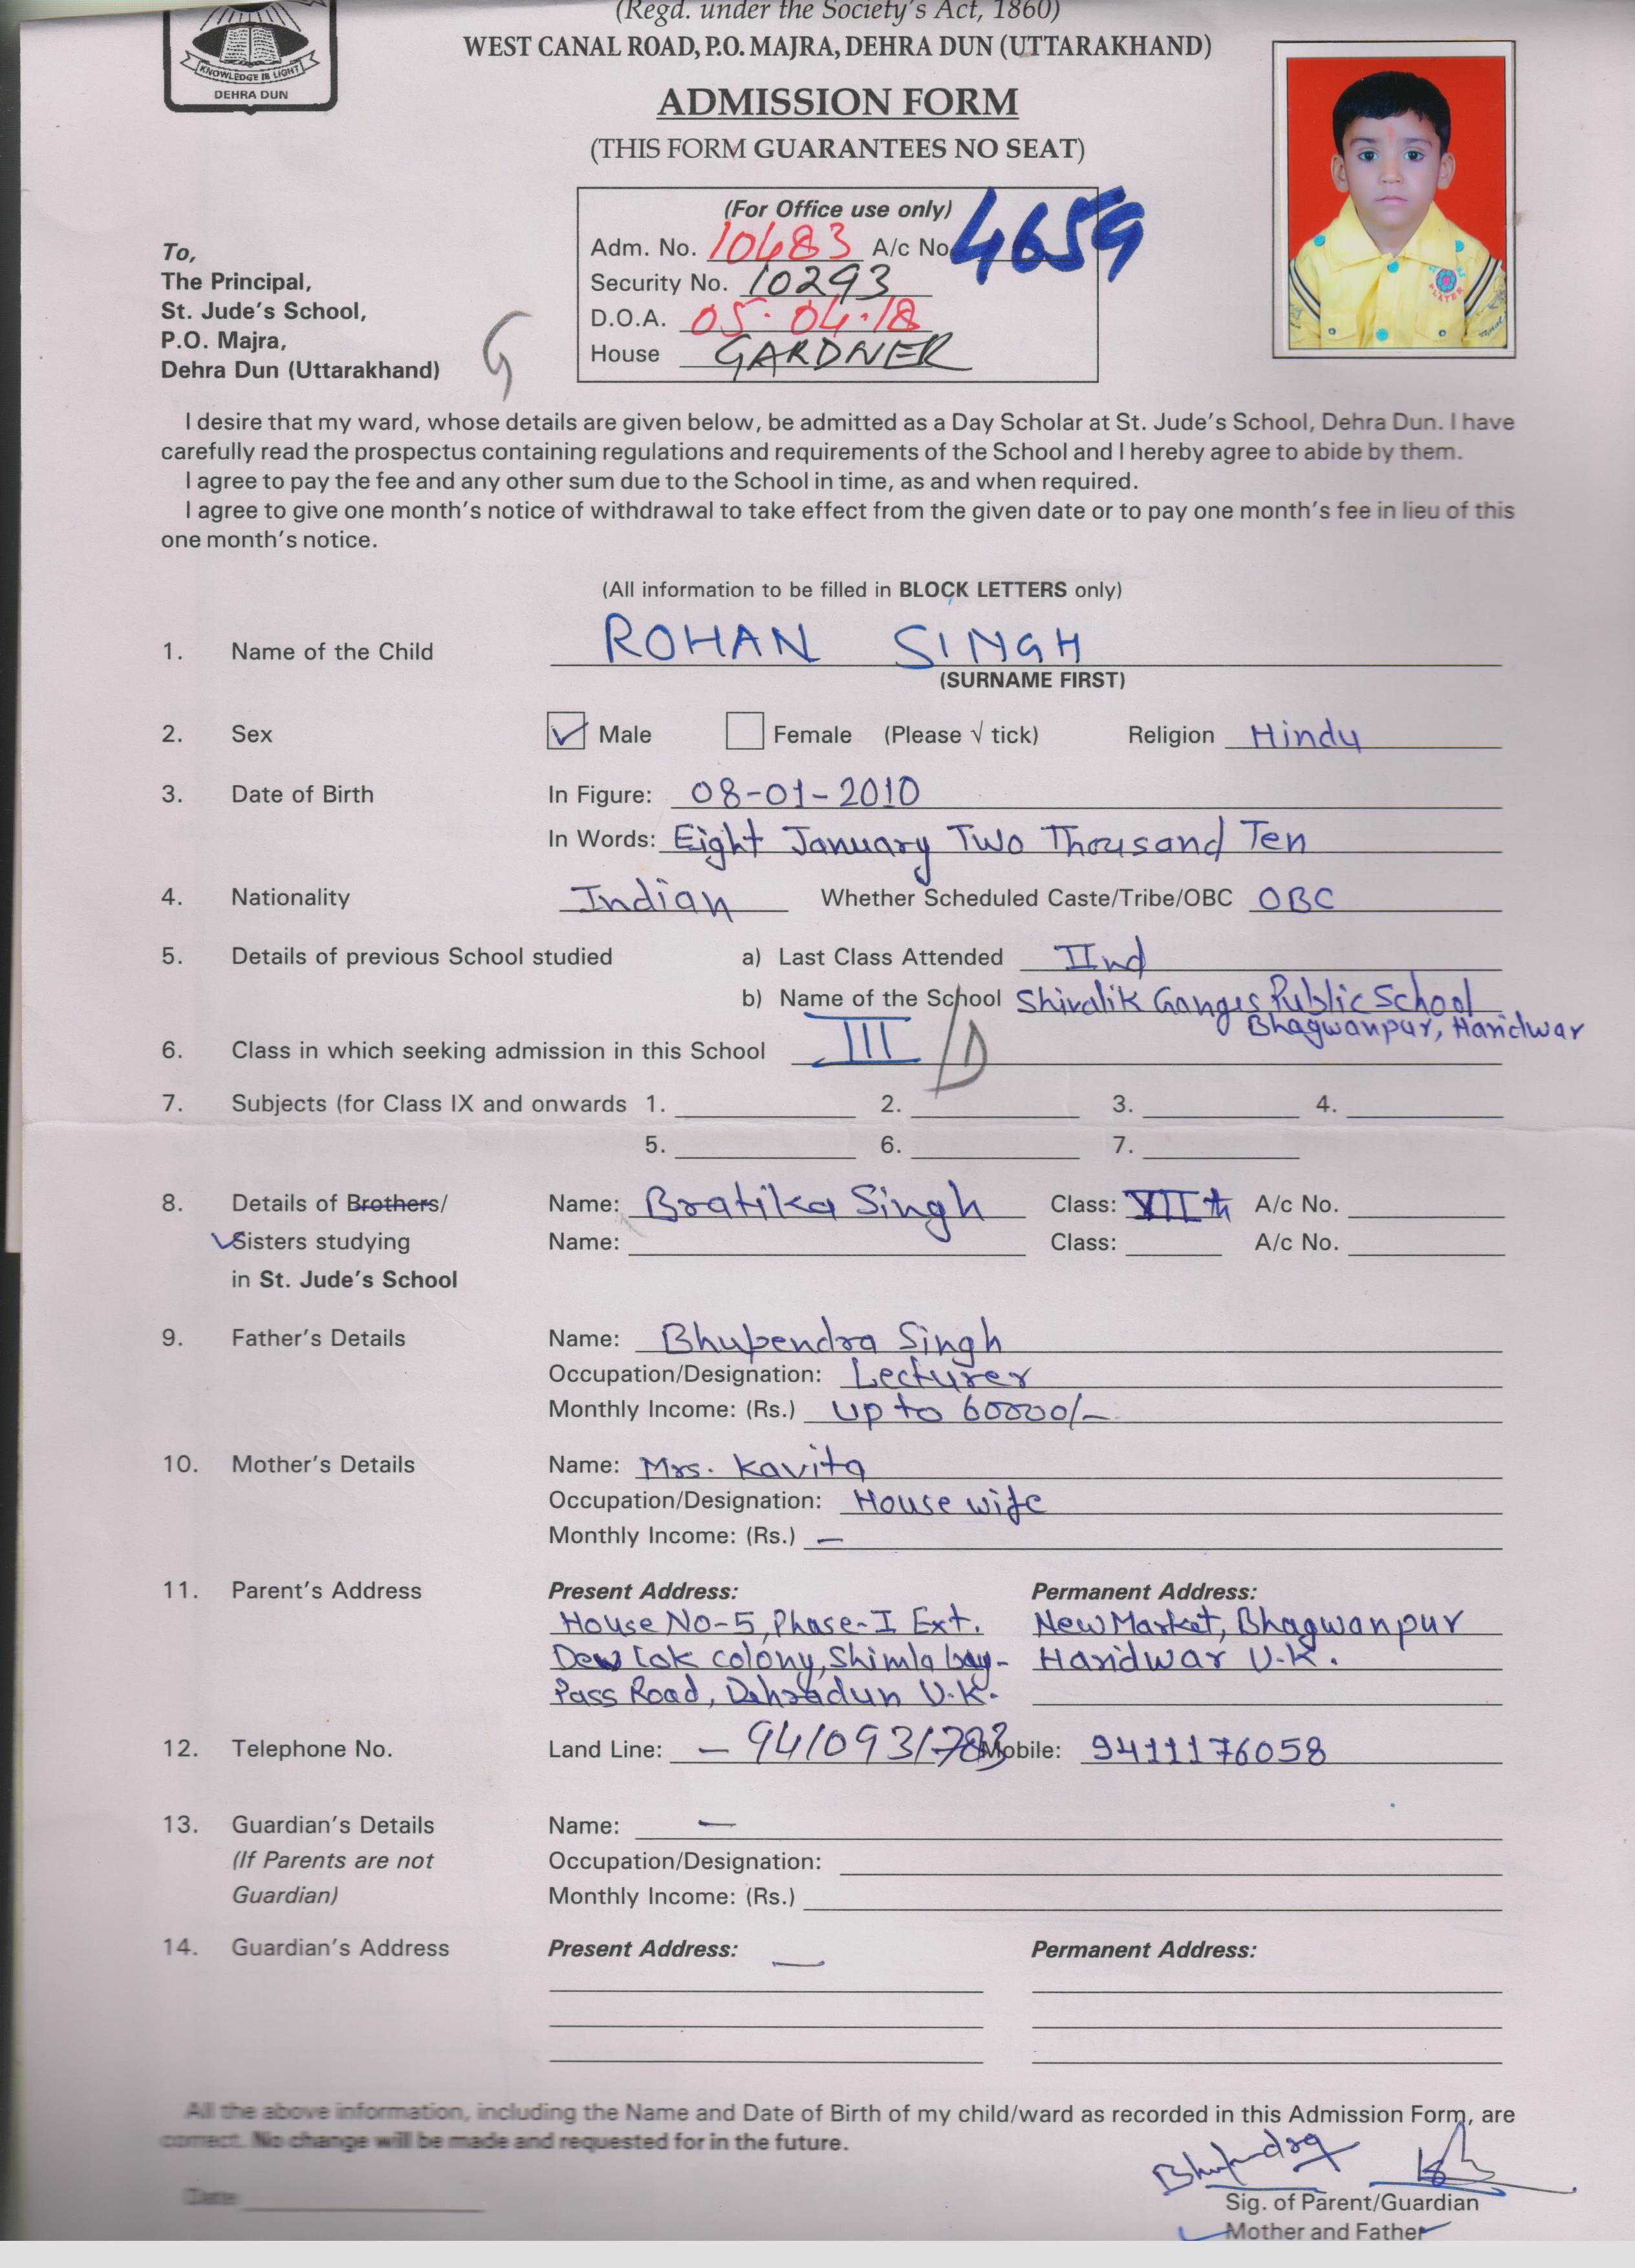 (Regd. under the Society's Act, 1860)
WEST CANAL ROAD, P.O. MAJRA, DEHRA DUN (UTTARAKHAND)
KNOWLEDGE IS LIGHT
DEHRA DUN
ADMISSION FORM
(THIS FORM GUARANTEES NO SEAT)
(For Office use only)
Adm. No. 10483 A/c No. 4659
Security No. 10293
D.O.A. 05.04.18
House GARDNER
To,
The Principal,
St. Jude's School,
P.O. Majra,
Dehra Dun (Uttarakhand)
G
PLAYER
I desire that my ward, whose details are given below, be admitted as a Day Scholar at St. Jude's School, Dehra Dun. I have
carefully read the prospectus containing regulations and requirements of the School and I hereby agree to abide by them.
I agree to pay the fee and any other sum due to the School in time, as and when required.
I agree to give one month's notice of withdrawal to take effect from the given date or to pay one month's fee in lieu of this
one month's notice.
(All information to be filled in BLOCK LETTERS only)
1. Name of the Child ROHAN SINGH
(SURNAME FIRST)
2. Sex Male Female (Please √ tick) Religion Hindu
3. Date of Birth In Figure: 08-01-2010
In Words: Eight January Two Thousand Ten
4. Nationality Indian Whether Scheduled Caste/Tribe/OBC OBC
5. Details of previous School studied a) Last Class Attended IInd
b) Name of the School Shivalik Ganges Public School
Bhagwanpur, Haridwar
6. Class in which seeking admission in this School III /D
7. Subjects (for Class IX and onwards 1. 2. 3. 4.
5. 6. 7.
8. Details of Brothers/ Name: Bratika Singh Class: VIIth A/c No.
Sisters studying Name: Class: A/c No.
in St. Jude's School
9. Father's Details Name: Bhupendra Singh
Occupation/Designation: Lecturer
Monthly Income: (Rs.) up to 60000/-
10. Mother's Details Name: Mrs. Kavita
Occupation/Designation: House wife
Monthly Income: (Rs.) —
11. Parent's Address Present Address: Permanent Address:
House No-5, Phase-I Ext. New Market, Bhagwanpur
Dev Lok colony, Shimla bay- Haridwar U.K.
Pass Road, Dehradun U.K.
12. Telephone No. Land Line: – 9410931783 Mobile: 9411176058
13. Guardian's Details Name: —
(If Parents are not Occupation/Designation:
Guardian) Monthly Income: (Rs.)
14. Guardian's Address Present Address: — Permanent Address:
All the above information, including the Name and Date of Birth of my child/ward as recorded in this Admission Form, are
correct. No change will be made and requested for in the future.
Bhupendra
Date
Sig. of Parent/Guardian
Mother and Father